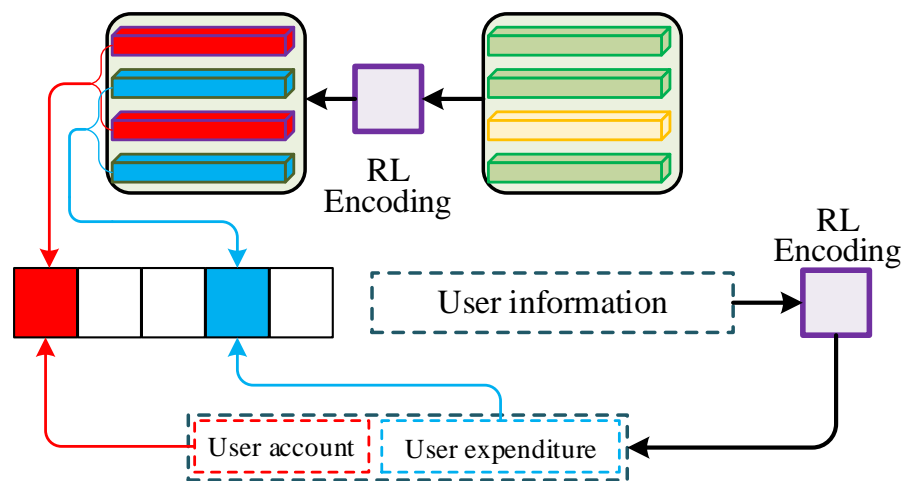 RL
Encoding
RL
Encoding
User information
User account
User expenditure